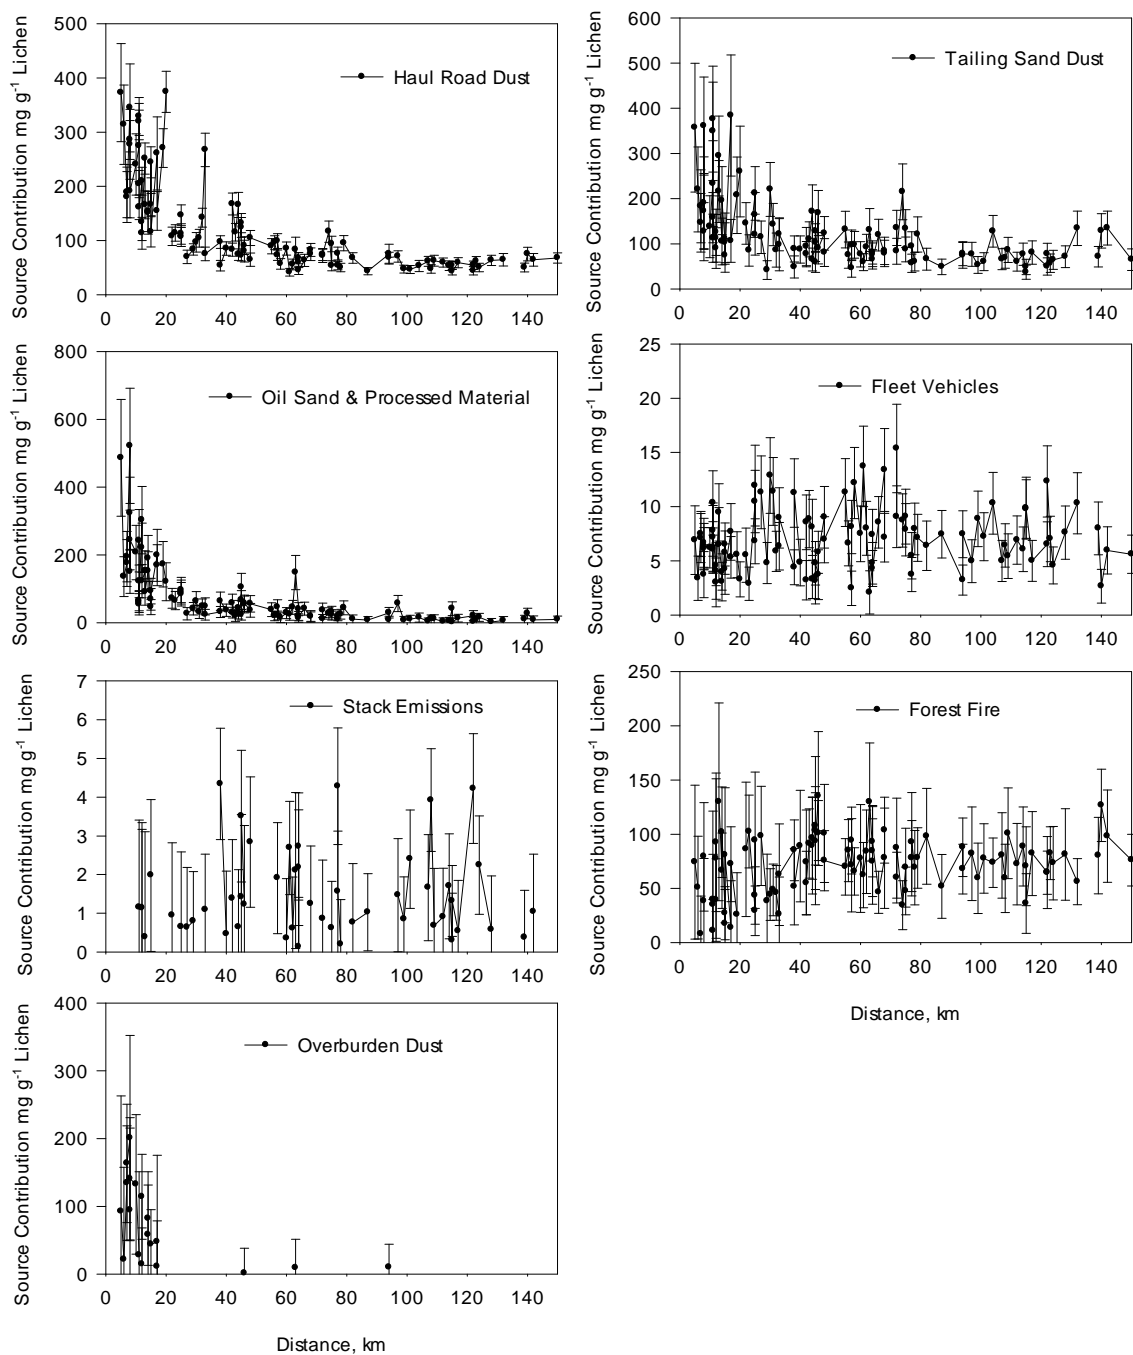 Source Contribution mg g-1 Lichen
500
400
300
200
100
0
Haul Road Dust
0 20 40 60 80 100 120 140
Source Contribution mg g-1 Lichen
600
500
400
300
200
100
0
Tailing Sand Dust
0 20 40 60 80 100 120 140
Source Contribution mg g-1 Lichen
800
600
400
200
0
Oil Sand & Processed Material
0 20 40 60 80 100 120 140
Source Contribution mg g-1 Lichen
25
20
15
10
5
0
Fleet Vehicles
0 20 40 60 80 100 120 140
Source Contribution mg g-1 Lichen
7
6
5
4
3
2
1
0
Stack Emissions
0 20 40 60 80 100 120 140
Source Contribution mg g-1 Lichen
250
200
150
100
50
0
Forest Fire
0 20 40 60 80 100 120 140
Distance, km
Source Contribution mg g-1 Lichen
400
300
200
100
0
Overburden Dust
0 20 40 60 80 100 120 140
Distance, km